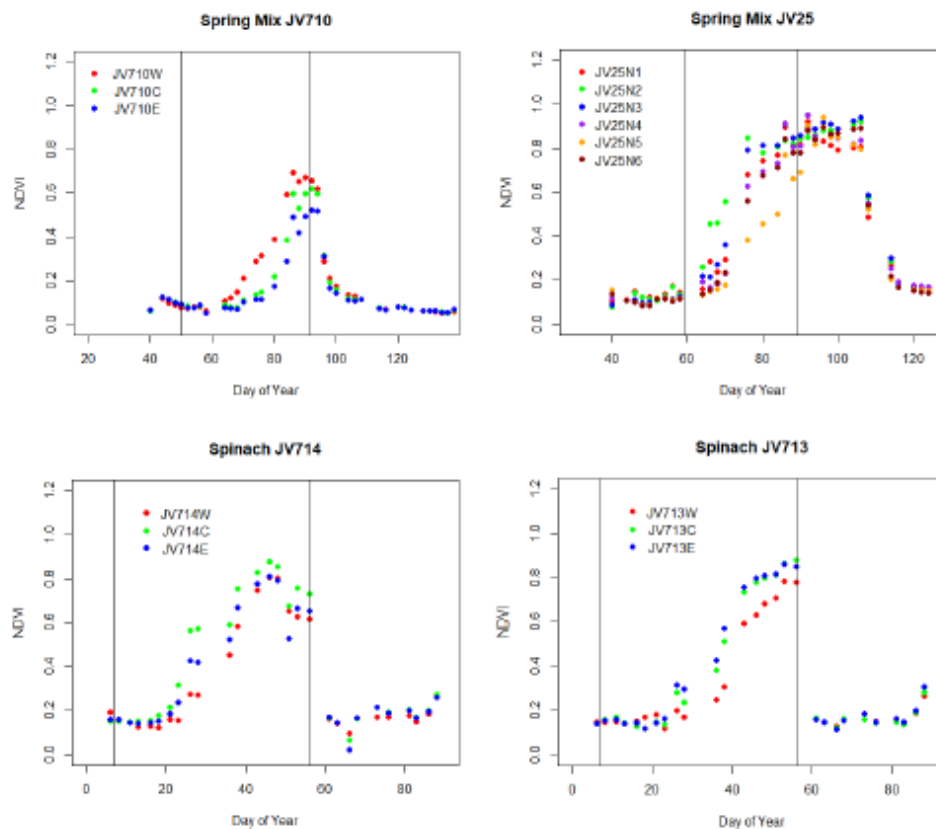 Spring Mix JV710
NDVI
1.2
1.0
0.8
0.6
0.4
0.2
0.0
JV710W
JV710C
JV710E
20 40 60 80 100 120
Day of Year
Spring Mix JV25
NDVI
1.2
1.0
0.8
0.6
0.4
0.2
0.0
JV25N1
JV25N2
JV25N3
JV25N4
JV25N5
JV25N6
20 40 60 80 100 120
Day of Year
Spinach JV714
NDVI
1.2
1.0
0.8
0.6
0.4
0.2
0.0
JV714W
JV714C
JV714E
0 20 40 60 80
Day of Year
Spinach JV713
NDVI
1.2
1.0
0.8
0.6
0.4
0.2
0.0
JV713W
JV713C
JV713E
0 20 40 60 80
Day of Year